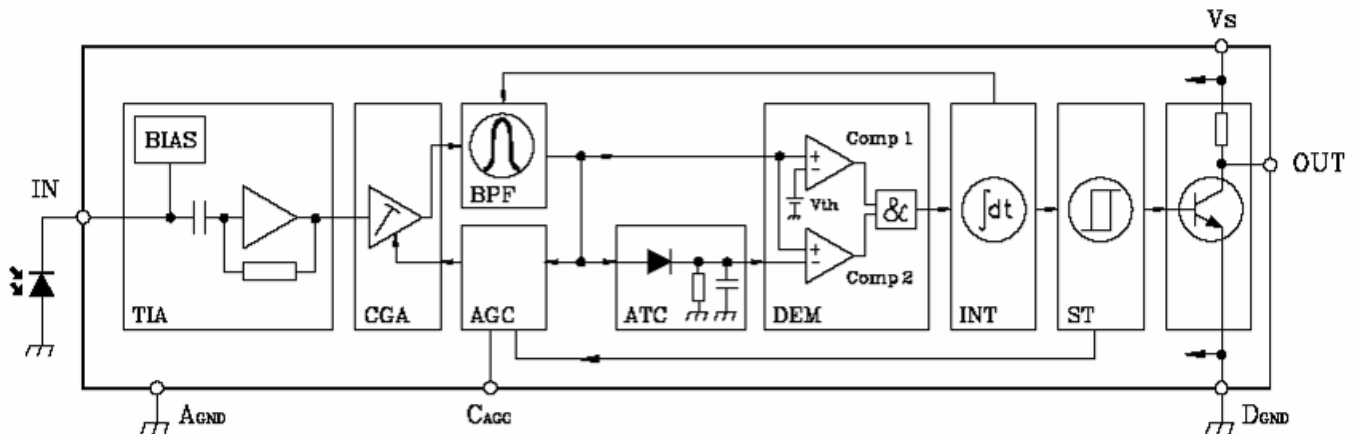 Vs
BIAS
Comp 1
IN
OUT
BPF
Vth
&
∫dt
Comp 2
TIA
CGA
AGC
ATC
DEM
INT
ST
AGND
CAGC
DGND
+
−
+
−